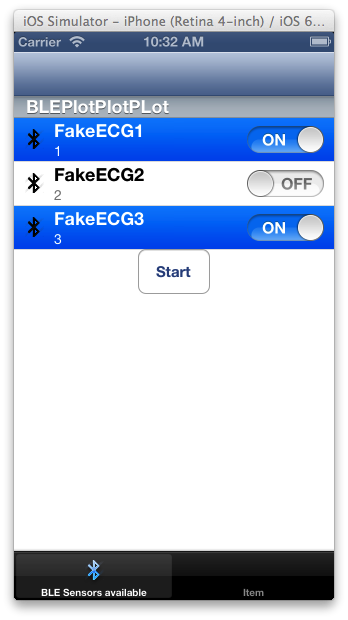 iOS Simulator - iPhone (Retina 4-inch) / iOS 6...
Carrier 10:32 AM
BLEPlotPlotPLot
FakeECG1 ON
1
FakeECG2 OFF
2
FakeECG3 ON
3
Start
BLE Sensors available Item